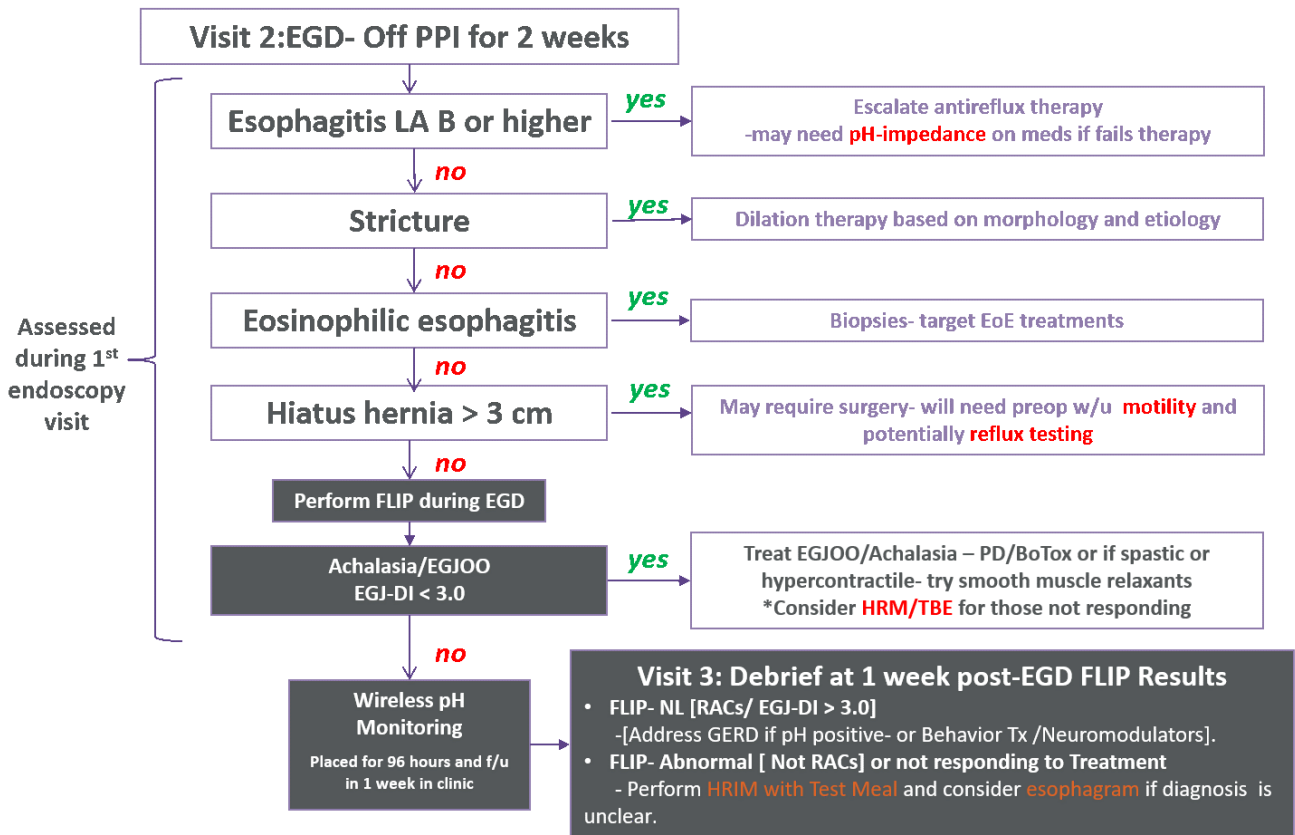 Visit 2:EGD- Off PPI for 2 weeks
Esophagitis LA B or higher
yes
Escalate antireflux therapy
-may need pH-impedance on meds if fails therapy
no
Stricture
yes
Dilation therapy based on morphology and etiology
no
Eosinophilic esophagitis
yes
Biopsies- target EoE treatments
no
Assessed
during 1st
endoscopy
visit
Hiatus hernia > 3 cm
yes
May require surgery- will need preop w/u motility and
potentially reflux testing
no
Perform FLIP during EGD
Achalasia/EGJOO
EGJ-DI < 3.0
yes
Treat EGJOO/Achalasia – PD/BoTox or if spastic or
hypercontractile- try smooth muscle relaxants
*Consider HRM/TBE for those not responding
no
Wireless pH
Monitoring
Placed for 96 hours and f/u
in 1 week in clinic
Visit 3: Debrief at 1 week post-EGD FLIP Results
• FLIP- NL [RACs/ EGJ-DI > 3.0]
-[Address GERD if pH positive- or Behavior Tx /Neuromodulators].
• FLIP- Abnormal [ Not RACs] or not responding to Treatment
- Perform HRIM with Test Meal and consider esophagram if diagnosis is
unclear.